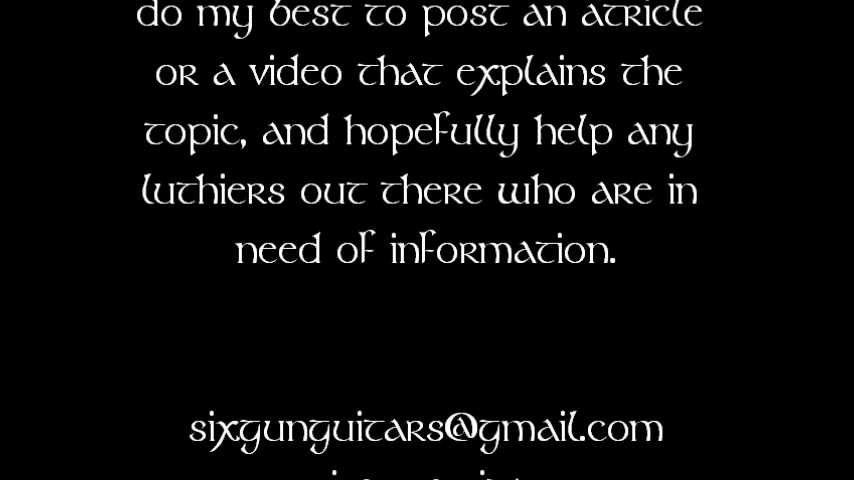 do my best to post an atricle
or a video that explains the
topic, and hopefully help any
luthiers out there who are in
need of information.
sixgunguitars@gmail.com